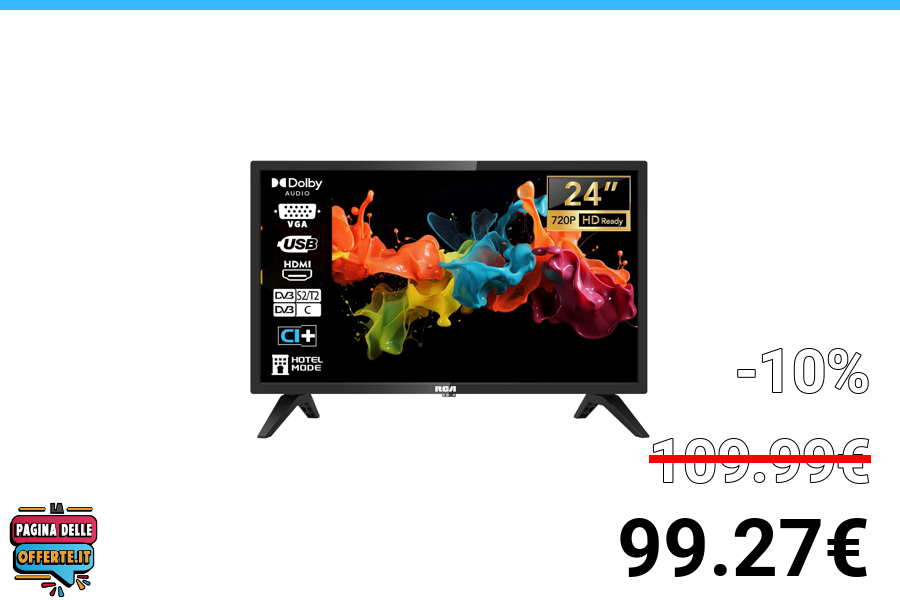 Dolby
AUDIO
VGA
USB
HDMI
DVB S2/T2
DVB C
CI+
HOTEL
MODE
24"
720P HD Ready
RCA
-10%
109.99€
99.27€
LA
PAGINA DELLE
OFFERTE.IT